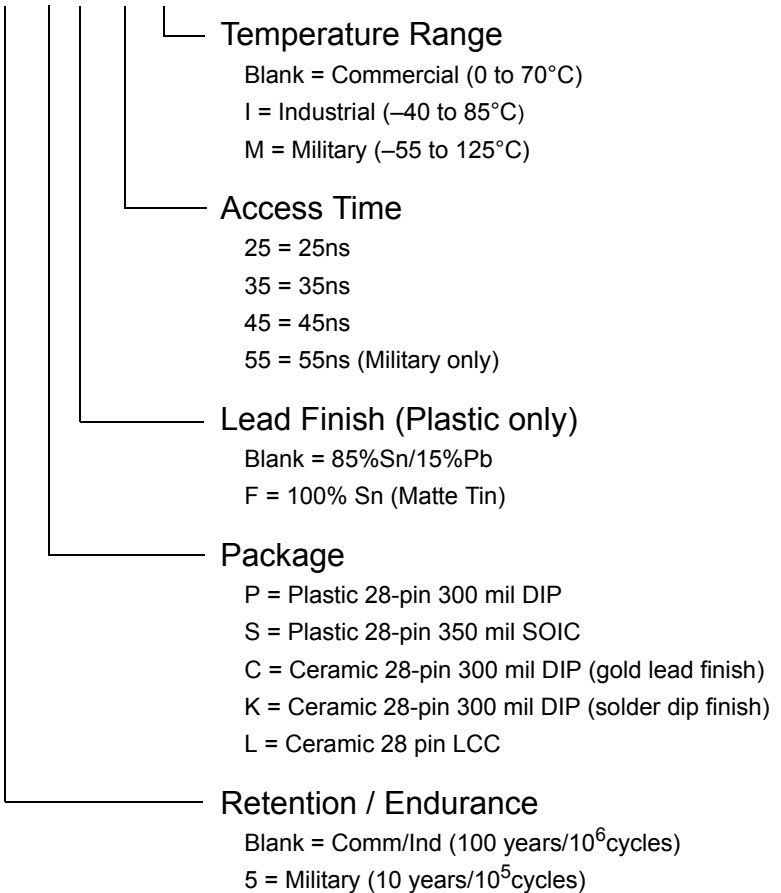 Temperature Range
Blank = Commercial (0 to 70°C)
I = Industrial (–40 to 85°C)
M = Military (–55 to 125°C)
Access Time
25 = 25ns
35 = 35ns
45 = 45ns
55 = 55ns (Military only)
Lead Finish (Plastic only)
Blank = 85%Sn/15%Pb
F = 100% Sn (Matte Tin)
Package
P = Plastic 28-pin 300 mil DIP
S = Plastic 28-pin 350 mil SOIC
C = Ceramic 28-pin 300 mil DIP (gold lead finish)
K = Ceramic 28-pin 300 mil DIP (solder dip finish)
L = Ceramic 28 pin LCC
Retention / Endurance
Blank = Comm/Ind (100 years/10⁶cycles)
5 = Military (10 years/10⁵cycles)